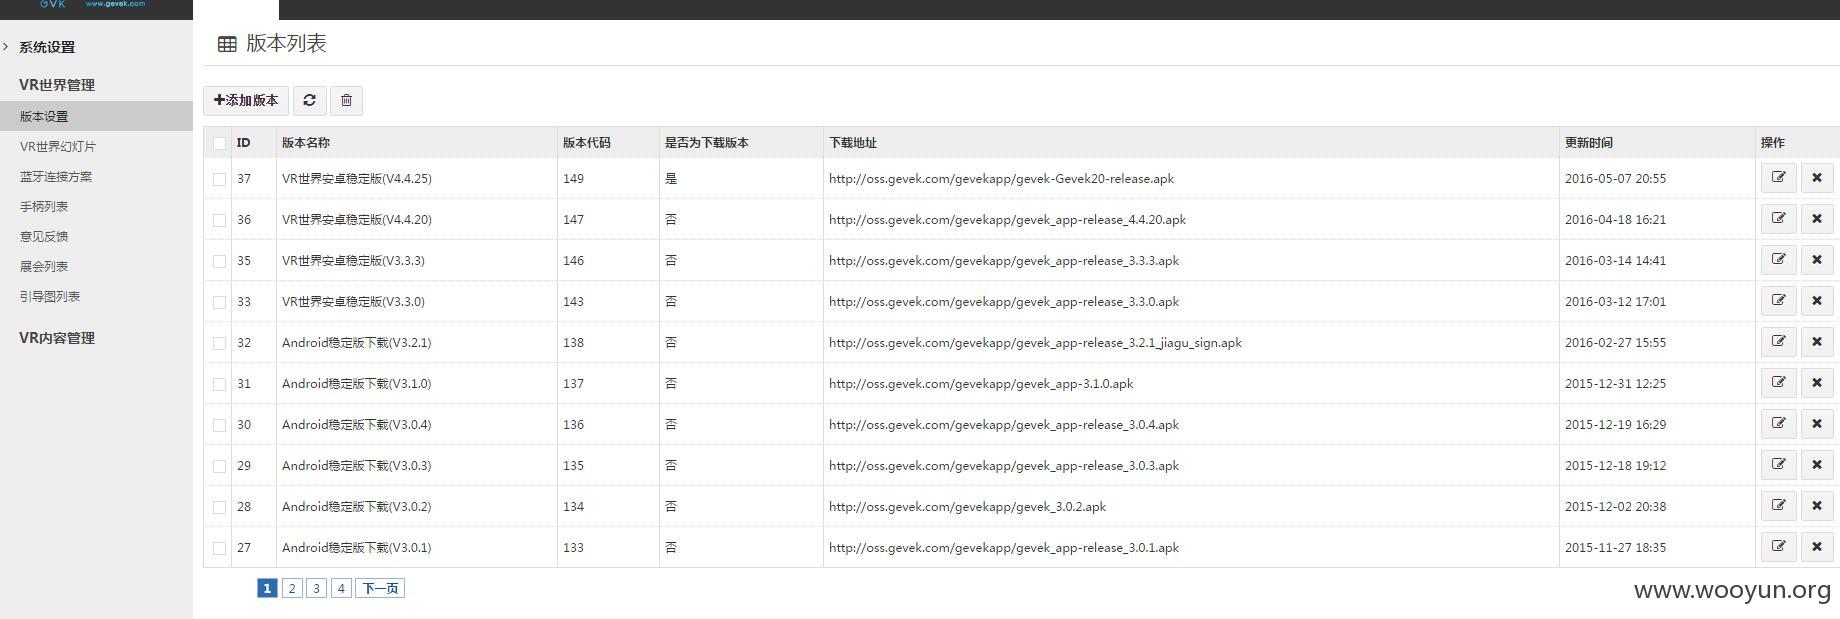 GVK www.gevek.com
系统设置
VR世界管理
版本设置
VR世界幻灯片
蓝牙连接方案
手柄列表
意见反馈
展会列表
引导图列表
VR内容管理
版本列表
添加版本
ID 版本名称 版本代码 是否为下载版本 下载地址 更新时间 操作
37 VR世界安卓稳定版(V4.4.25) 149 是 http://oss.gevek.com/gevekapp/gevek-Gevek20-release.apk 2016-05-07 20:55
36 VR世界安卓稳定版(V4.4.20) 147 否 http://oss.gevek.com/gevekapp/gevek_app-release_4.4.20.apk 2016-04-18 16:21
35 VR世界安卓稳定版(V3.3.3) 146 否 http://oss.gevek.com/gevekapp/gevek_app-release_3.3.3.apk 2016-03-14 14:41
33 VR世界安卓稳定版(V3.3.0) 143 否 http://oss.gevek.com/gevekapp/gevek_app-release_3.3.0.apk 2016-03-12 17:01
32 Android稳定版下载(V3.2.1) 138 否 http://oss.gevek.com/gevekapp/gevek_app-release_3.2.1_jiagu_sign.apk 2016-02-27 15:55
31 Android稳定版下载(V3.1.0) 137 否 http://oss.gevek.com/gevekapp/gevek_app-3.1.0.apk 2015-12-31 12:25
30 Android稳定版下载(V3.0.4) 136 否 http://oss.gevek.com/gevekapp/gevek_app-release_3.0.4.apk 2015-12-19 16:29
29 Android稳定版下载(V3.0.3) 135 否 http://oss.gevek.com/gevekapp/gevek_app-release_3.0.3.apk 2015-12-18 19:12
28 Android稳定版下载(V3.0.2) 134 否 http://oss.gevek.com/gevekapp/gevek_3.0.2.apk 2015-12-02 20:38
27 Android稳定版下载(V3.0.1) 133 否 http://oss.gevek.com/gevekapp/gevek_app-release_3.0.1.apk 2015-11-27 18:35
1 2 3 4 下一页
www.wooyun.org